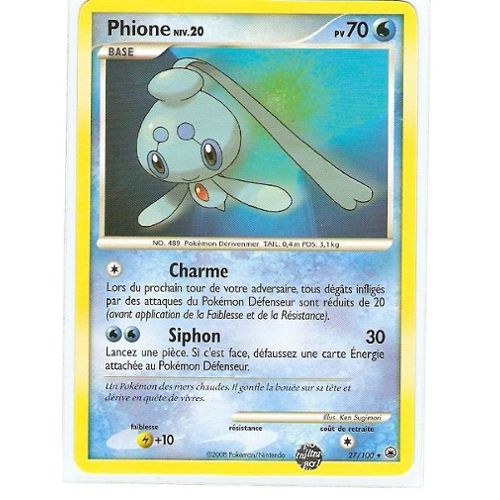 Phione NIV.20 PV 70
BASE
NO. 489 Pokémon Dérivenmer TAIL. 0,4 m PDS. 3,1 kg
Charme
Lors du prochain tour de votre adversaire, tous dégâts infligés
par des attaques du Pokémon Défenseur sont réduits de 20
(avant application de la Faiblesse et de la Résistance).
Siphon 30
Lancez une pièce. Si c'est face, défaussez une carte Énergie
attachée au Pokémon Défenseur.
Un Pokémon des mers chaudes. Il gonfle la bouée sur sa tête et
dérive en quête de vivres.
Illus. Ken Sugimori
faiblesse résistance coût de retraite
+10
©2008 Pokémon/Nintendo 27/100